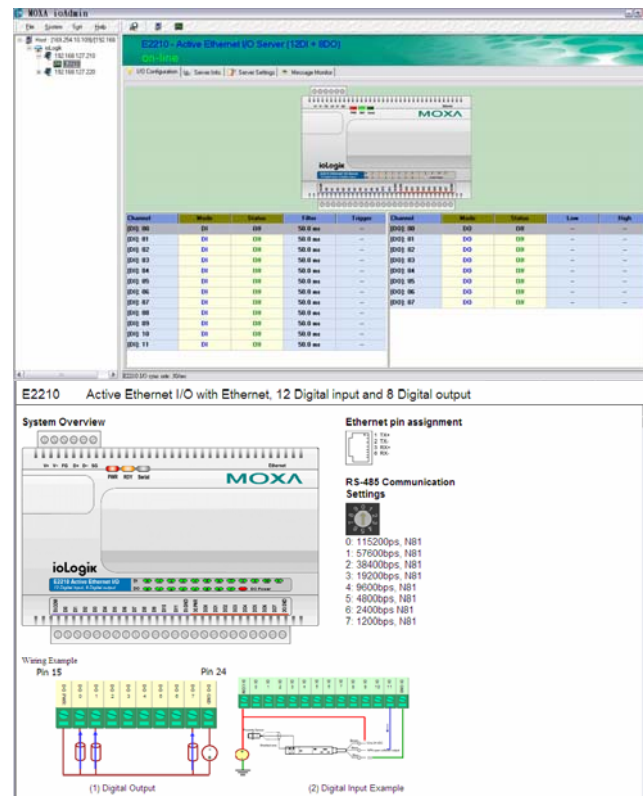 MOXA ioAdmin
File System Sort Help
ioLogik
192.168.127.210
E2210
192.168.127.220
E2210 - Active Ethernet I/O Server (12DI + 8DO)
on-line
I/O Configuration Server Info Server Settings Message Monitor
MOXA
ioLogik
Channel Mode Status Filter Trigger Channel Mode Status Low High
[DI]: 00 DI Off 50.0 ms -- [DO]: 00 DO Off -- --
[DI]: 01 DI Off 50.0 ms -- [DO]: 01 DO Off -- --
[DI]: 02 DI Off 50.0 ms -- [DO]: 02 DO Off -- --
[DI]: 03 DI Off 50.0 ms -- [DO]: 03 DO Off -- --
[DI]: 04 DI Off 50.0 ms -- [DO]: 04 DO Off -- --
[DI]: 05 DI Off 50.0 ms -- [DO]: 05 DO Off -- --
[DI]: 06 DI Off 50.0 ms -- [DO]: 06 DO Off -- --
[DI]: 07 DI Off 50.0 ms -- [DO]: 07 DO Off -- --
[DI]: 08 DI Off 50.0 ms --
[DI]: 09 DI Off 50.0 ms --
[DI]: 10 DI Off 50.0 ms --
[DI]: 11 DI Off 50.0 ms --
E2210 Active Ethernet I/O with Ethernet, 12 Digital input and 8 Digital output
System Overview
V+ V- FG D+ D- SG
PWR RDY Serial
Ethernet
MOXA
ioLogik
E2210 Active Ethernet I/O
12 Digital Input, 8 Digital output
I/O Power
Ethernet pin assignment
1 TX+
2 TX-
3 RX+
6 RX-
RS-485 Communication
Settings
0: 115200bps, N81
1: 57600bps, N81
2: 38400bps, N81
3: 19200bps, N81
4: 9600bps, N81
5: 4800bps, N81
6: 2400bps, N81
7: 1200bps, N81
Wiring Example
Pin 15 Pin 24
(1) Digital Output
(2) Digital Input Example